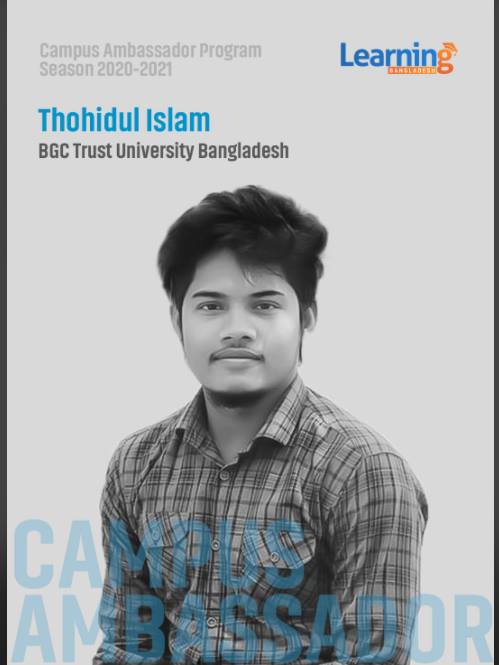 Campus Ambassador Program
Season 2020-2021
Learning
BANGLADESH
Thohidul Islam
BGC Trust University Bangladesh
CAMPUS
AMBASSADOR